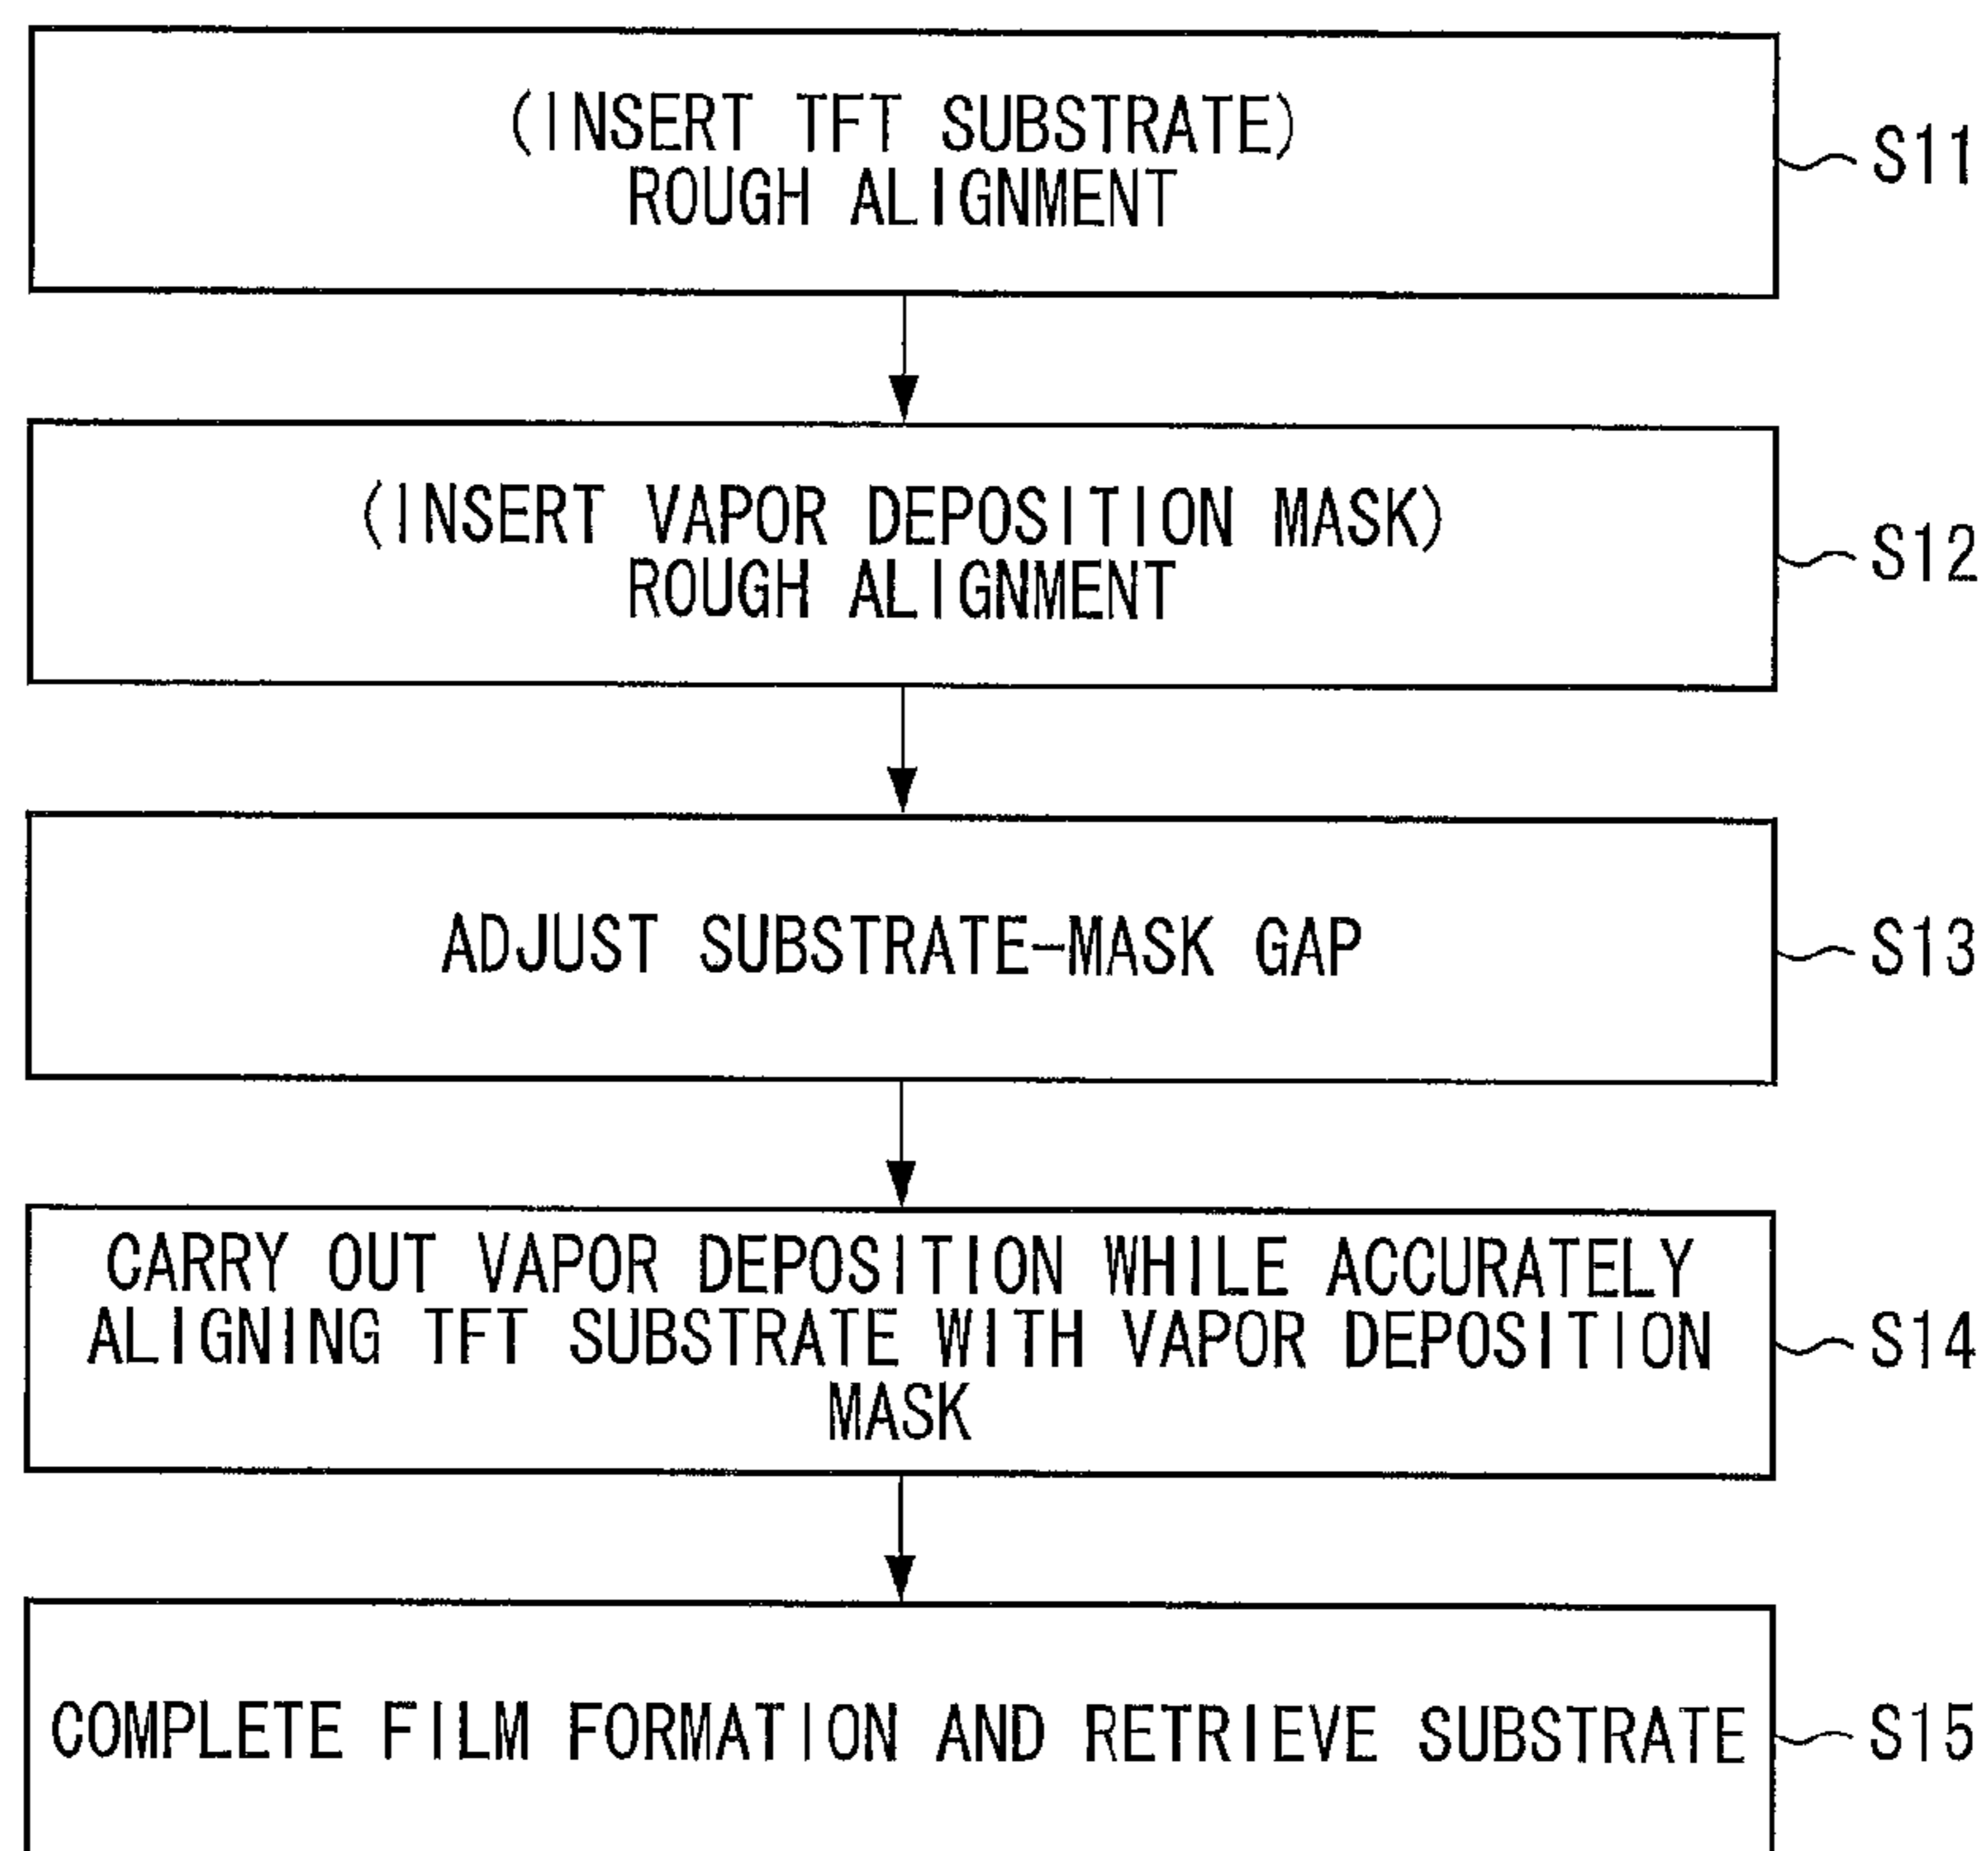 (INSERT TFT SUBSTRATE)
ROUGH ALIGNMENT
S11
(INSERT VAPOR DEPOSITION MASK)
ROUGH ALIGNMENT
S12
ADJUST SUBSTRATE-MASK GAP
S13
CARRY OUT VAPOR DEPOSITION WHILE ACCURATELY
ALIGNING TFT SUBSTRATE WITH VAPOR DEPOSITION
MASK
S14
COMPLETE FILM FORMATION AND RETRIEVE SUBSTRATE
S15